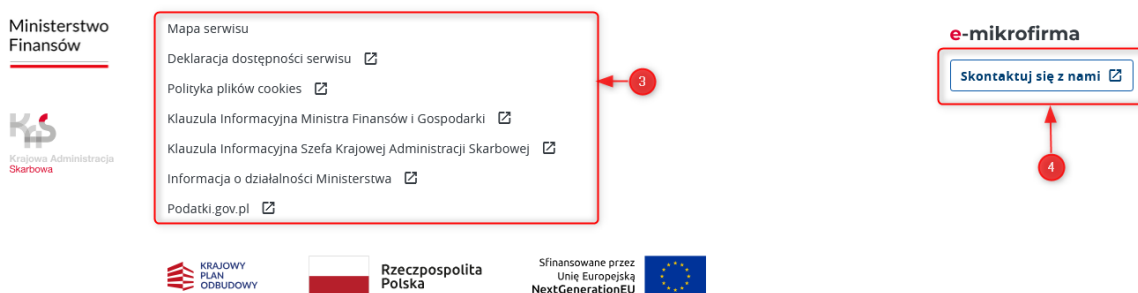 Ministerstwo
Finansów
KAS
Krajowa Administracja
Skarbowa
Mapa serwisu
Deklaracja dostępności serwisu
Polityka plików cookies
Klauzula Informacyjna Ministra Finansów i Gospodarki
Klauzula Informacyjna Szefa Krajowej Administracji Skarbowej
Informacja o działalności Ministerstwa
Podatki.gov.pl
3
e-mikrofirma
Skontaktuj się z nami
4
KRAJOWY
PLAN
ODBUDOWY
Rzeczpospolita
Polska
Sfinansowane przez
Unię Europejską
NextGenerationEU